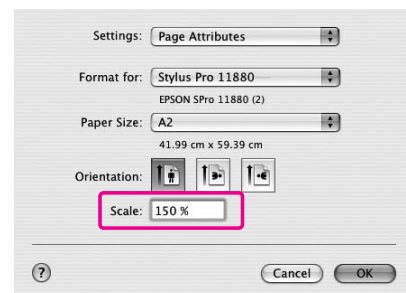 Settings: Page Attributes
Format for: Stylus Pro 11880
EPSON SPro 11880 (2)
Paper Size: A2
41.99 cm x 59.39 cm
Orientation:
Scale: 150 %
? Cancel OK